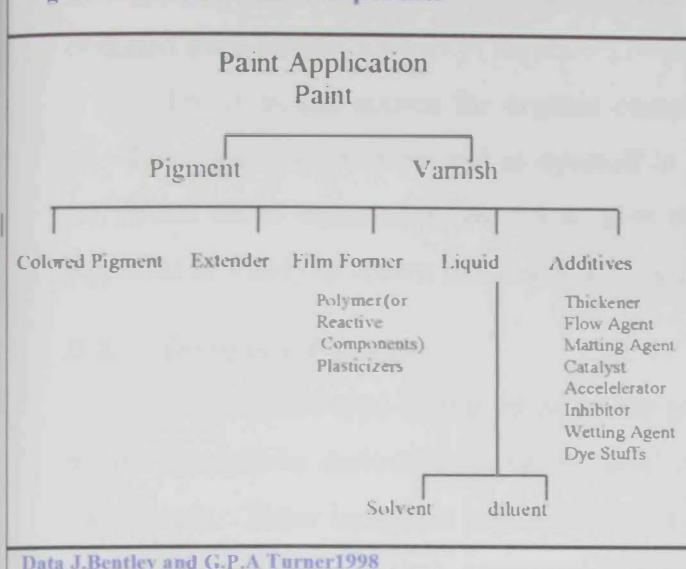 Paint Application
Paint
Pigment Varnish
Colored Pigment Extender Film Former Liquid Additives
Polymer(or
Reactive
Components)
Plasticizers
Thickener
Flow Agent
Matting Agent
Catalyst
Accelelerator
Inhibitor
Wetting Agent
Dye Stuffs
Solvent diluent
Data J.Bentley and G.P.A Turner1998